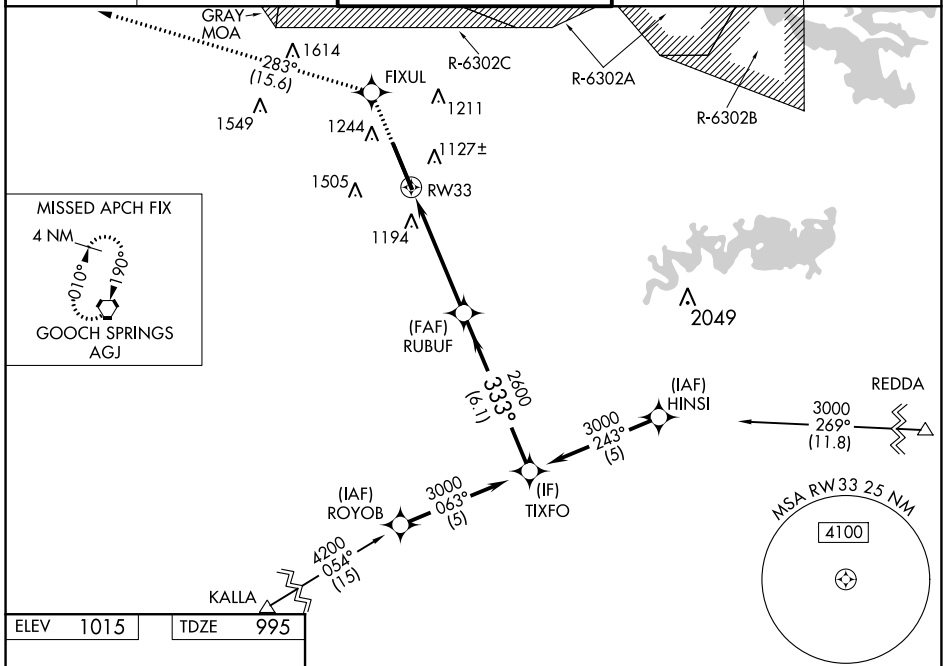 GRAY
MOA
1614
283°
(15.6)
FIXUL
R-6302C
R-6302A
R-6302B
1549
1244
1211
1127±
1505
RW33
1194
MISSED APCH FIX
4 NM
010°
190°
GOOCH SPRINGS
AGJ
2049
(FAF)
RUBUF
2600
333°
(6.1)
(IAF)
HINSI
REDDA
3000
269°
(11.8)
3000
243°
(5)
(IF)
TIXFO
(IAF)
ROYOB
3000
063°
(5)
4200
054°
(15)
KALLA
MSA RW33 25 NM
4100
ELEV 1015
TDZE 995